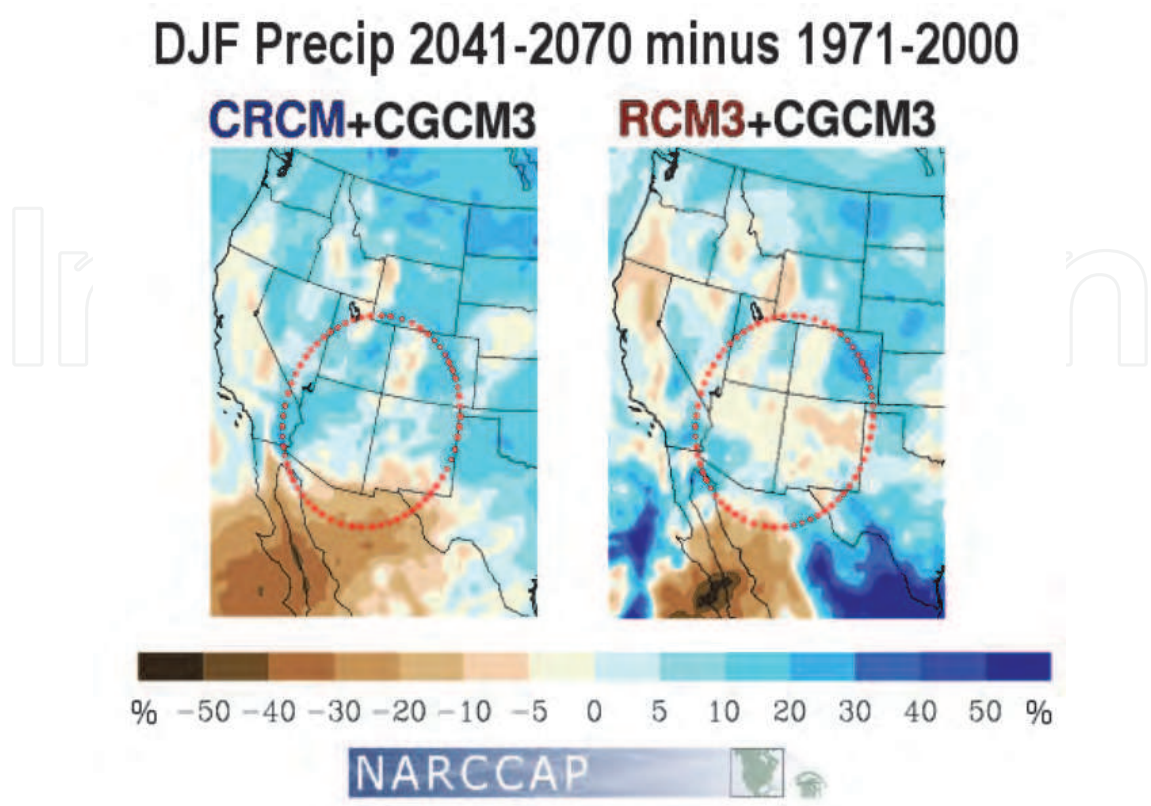 DJF Precip 2041-2070 minus 1971-2000
CRCM+CGCM3 RCM3+CGCM3
% -50 -40 -30 -20 -10 -5 0 5 10 20 30 40 50 %
NARCCAP